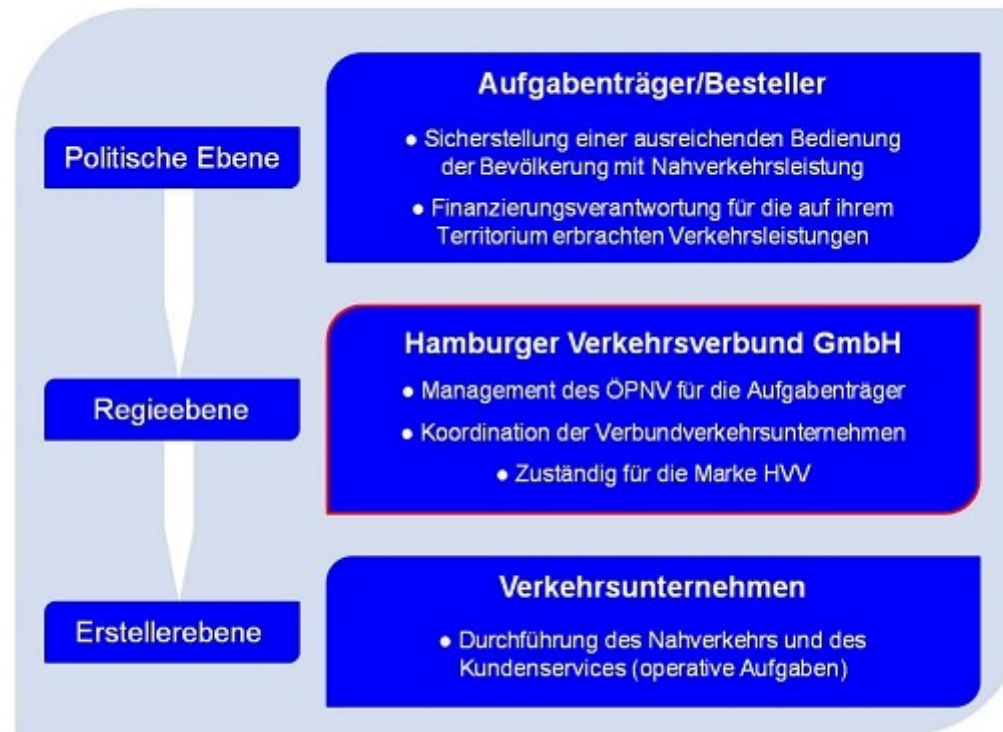 Politische Ebene
Aufgabenträger/Besteller
● Sicherstellung einer ausreichenden Bedienung
der Bevölkerung mit Nahverkehrsleistung
● Finanzierungsverantwortung für die auf ihrem
Territorium erbrachten Verkehrsleistungen
Regieebene
Hamburger Verkehrsverbund GmbH
● Management des ÖPNV für die Aufgabenträger
● Koordination der Verbundverkehrsunternehmen
● Zuständig für die Marke HVV
Erstellerebene
Verkehrsunternehmen
● Durchführung des Nahverkehrs und des
Kundenservices (operative Aufgaben)